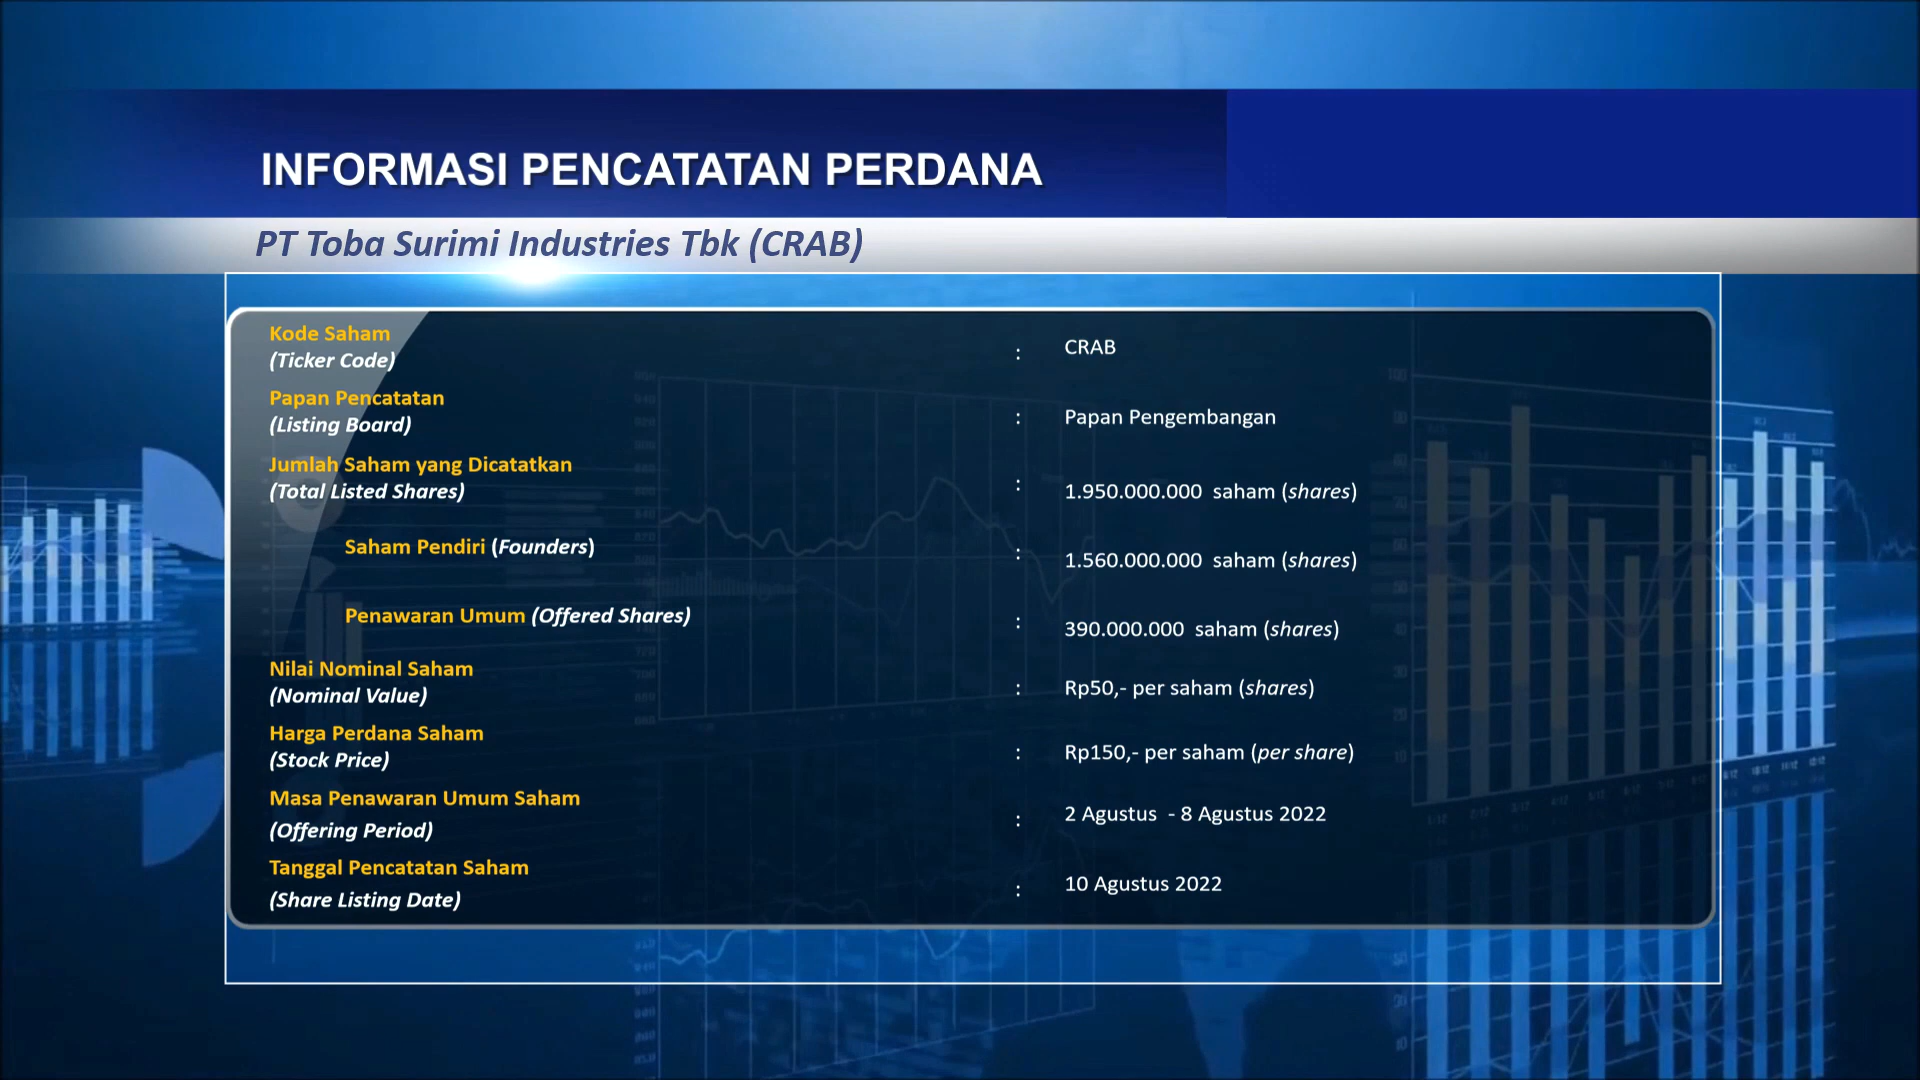 INFORMASI PENCATATAN PERDANA
PT Toba Surimi Industries Tbk (CRAB)
Kode Saham
(Ticker Code)
: CRAB
Papan Pencatatan
(Listing Board)
: Papan Pengembangan
Jumlah Saham yang Dicatatkan
(Total Listed Shares)
: 1.950.000.000 saham (shares)
Saham Pendiri (Founders)
: 1.560.000.000 saham (shares)
Penawaran Umum (Offered Shares)
: 390.000.000 saham (shares)
Nilai Nominal Saham
(Nominal Value)
: Rp50,- per saham (shares)
Harga Perdana Saham
(Stock Price)
: Rp150,- per saham (per share)
Masa Penawaran Umum Saham
(Offering Period)
: 2 Agustus - 8 Agustus 2022
Tanggal Pencatatan Saham
(Share Listing Date)
: 10 Agustus 2022